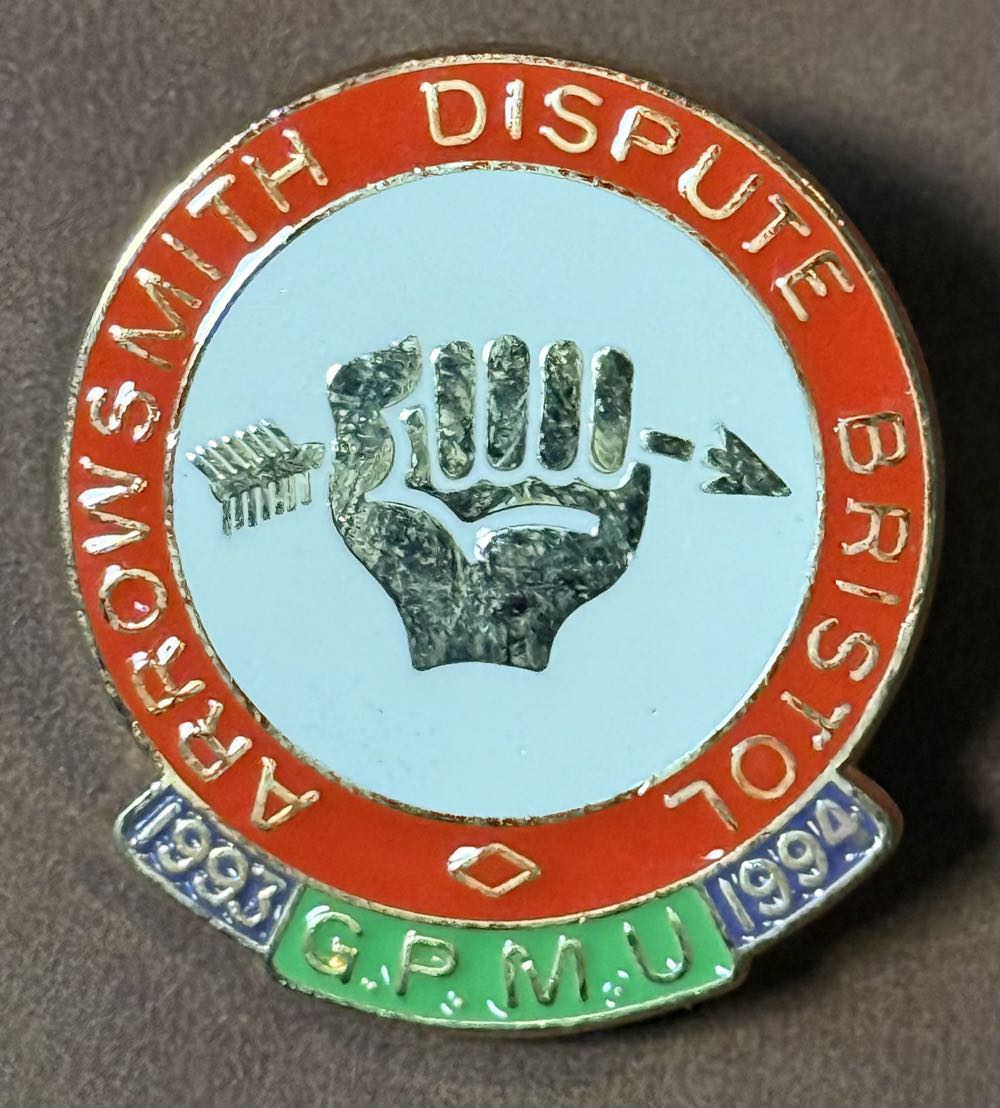 ARROWSMITH DISPUTE BRISTOL
1993 G.P.M.U 1994